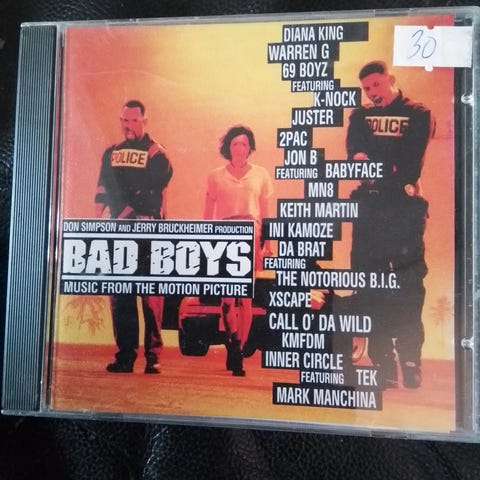 DIANA KING
WARREN G
69 BOYZ
FEATURING
K-NOCK
JUSTER
2PAC
JON B
FEATURING BABYFACE
MN8
KEITH MARTIN
INI KAMOZE
DA BRAT
FEATURING
THE NOTORIOUS B.I.G.
XSCAPE
CALL O' DA WILD
KMFDM
INNER CIRCLE
FEATURING TEK
MARK MANCHINA
30
POLICE
POLICE
DON SIMPSON AND JERRY BRUCKHEIMER PRODUCTION
BAD BOYS
MUSIC FROM THE MOTION PICTURE